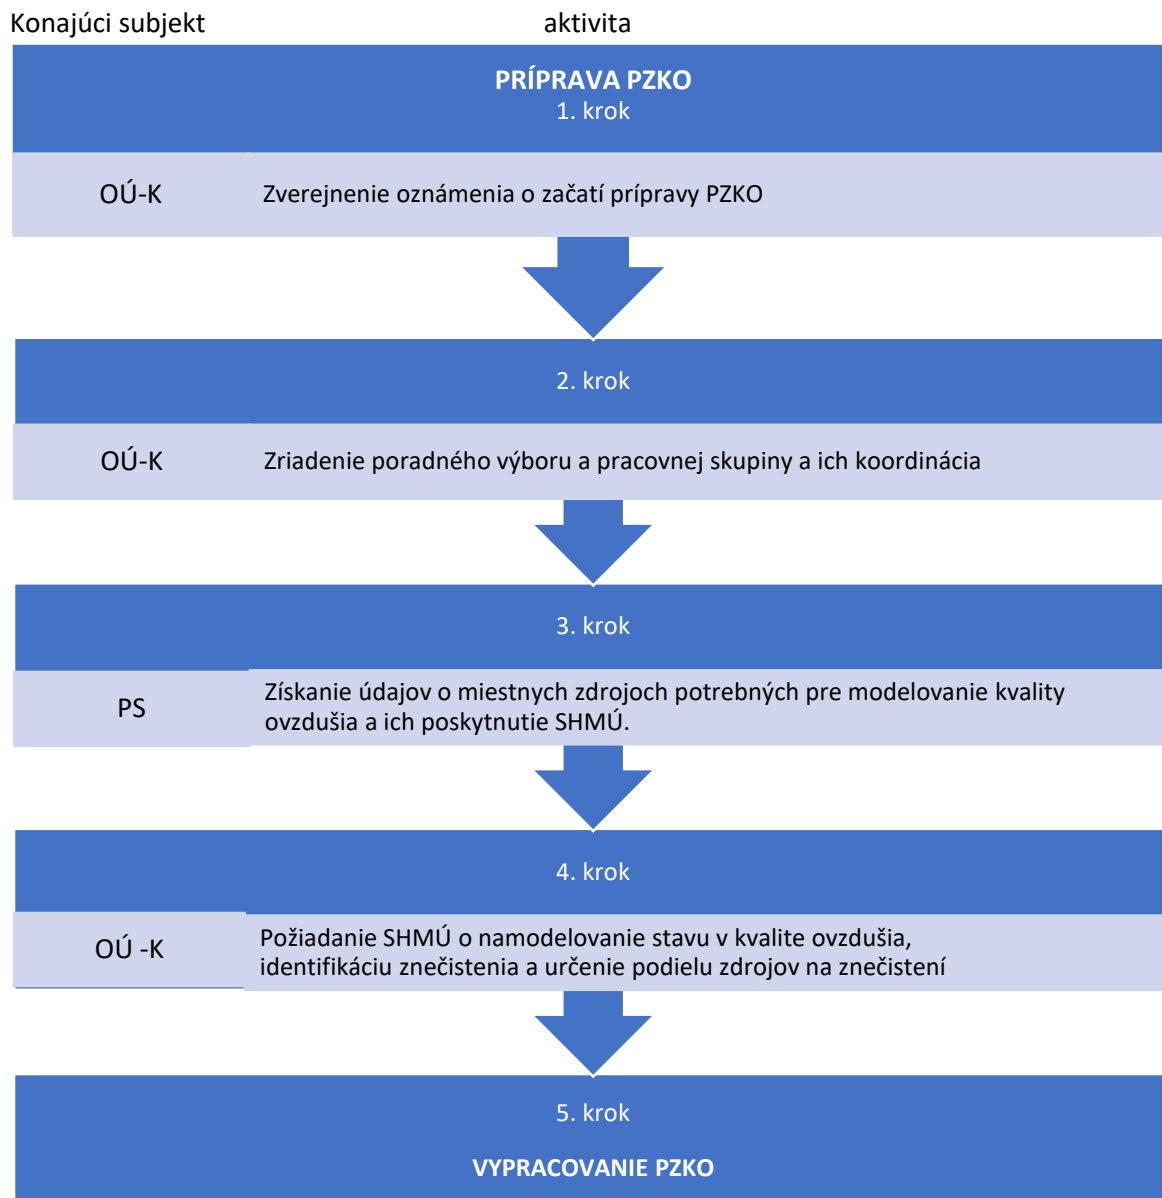 Konajúci subjekt aktivita
PRÍPRAVA PZKO
1. krok
OÚ-K Zverejnenie oznámenia o začatí prípravy PZKO
2. krok
OÚ-K Zriadenie poradného výboru a pracovnej skupiny a ich koordinácia
3. krok
PS
Získanie údajov o miestnych zdrojoch potrebných pre modelovanie kvality
ovzdušia a ich poskytnutie SHMÚ.
4. krok
OÚ -K
Požiadanie SHMÚ o namodelovanie stavu v kvalite ovzdušia,
identifikáciu znečistenia a určenie podielu zdrojov na znečistení
5. krok
VYPRACOVANIE PZKO